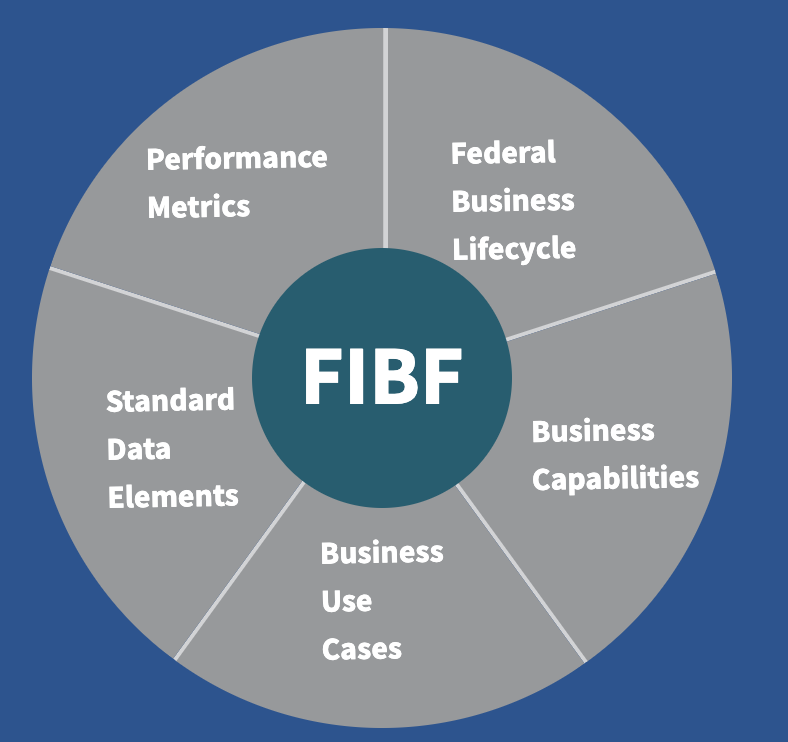 Performance
Metrics
Federal
Business
Lifecycle
FIBF
Standard
Data
Elements
Business
Capabilities
Business
Use
Cases